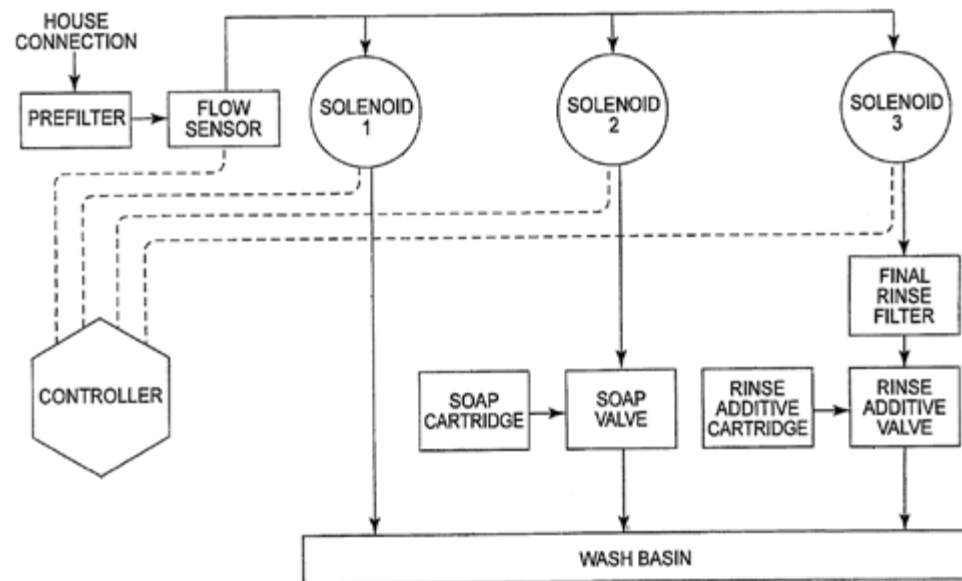 HOUSE
CONNECTION
PREFILTER
FLOW
SENSOR
SOLENOID
1
SOLENOID
2
SOLENOID
3
FINAL
RINSE
FILTER
CONTROLLER
SOAP
CARTRIDGE
SOAP
VALVE
RINSE
ADDITIVE
CARTRIDGE
RINSE
ADDITIVE
VALVE
WASH BASIN